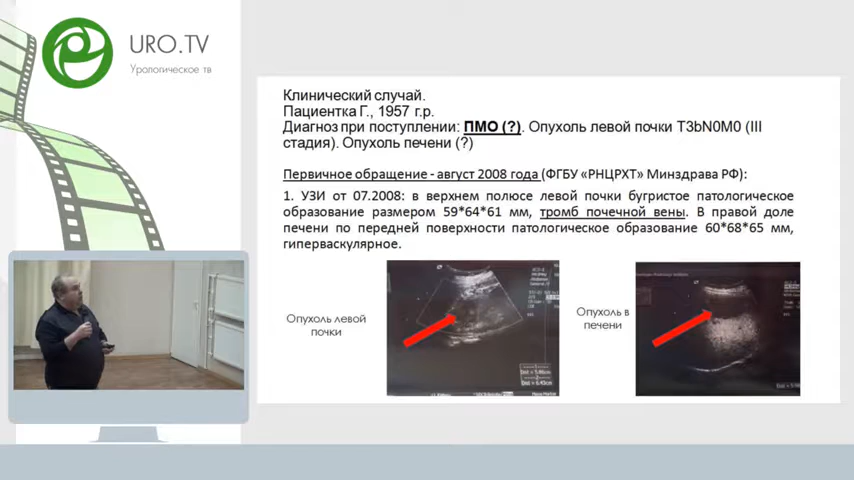 URO.TV
Урологическое тв
Клинический случай.
Пациентка Г., 1957 г.р.
Диагноз при поступлении: ПМО (?). Опухоль левой почки T3bN0M0 (III
стадия). Опухоль печени (?)
Первичное обращение - август 2008 года (ФГБУ «РНЦРХТ» Минздрава РФ):
1. УЗИ от 07.2008: в верхнем полюсе левой почки бугристое патологическое
образование размером 59*64*61 мм, тромб почечной вены. В правой доле
печени по передней поверхности патологическое образование 60*68*65 мм,
гиперваскулярное.
Опухоль левой
почки
Опухоль в
печени